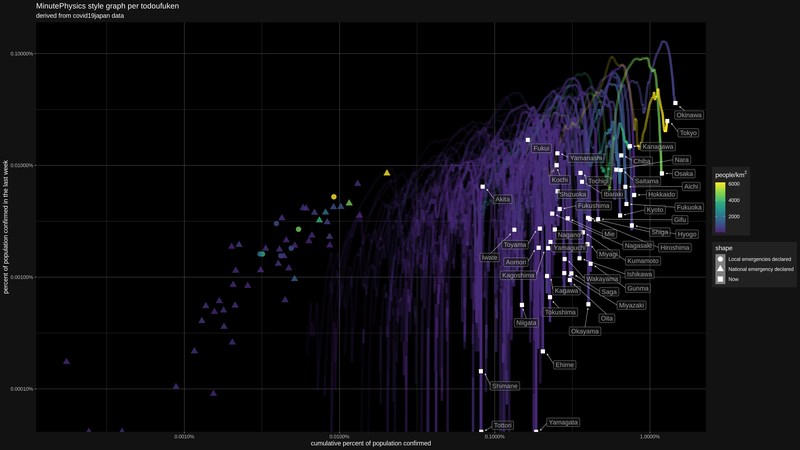 MinutePhysics style graph per todoufuken
derived from covid19japan data
percent of population confirmed in the last week
0.10000%
0.01000%
0.00100%
0.00010%
Okinawa
Tokyo
Fukui
Kanagawa
Yamanashi
Chiba
Nara
Kochi
Tochigi
Saitama
Osaka
Akita
Shizuoka
Ibaraki
Aichi
Hokkaido
Fukushima
Kyoto
Fukuoka
Gifu
Iwate
Toyama
Nagano
Mie
Shiga
Hyogo
Yamaguchi
Nagasaki
Hiroshima
Aomori
Miyagi
Kumamoto
Kagoshima
Wakayama
Ishikawa
Kagawa
Saga
Gunma
Niigata
Tokushima
Oita
Miyazaki
Okayama
Ehime
Shimane
Tottori
Yamagata
0.0010%
0.0100%
0.1000%
1.0000%
cumulative percent of population confirmed
people/km²
6000
4000
2000
shape
Local emergencies declared
National emergency declared
Now